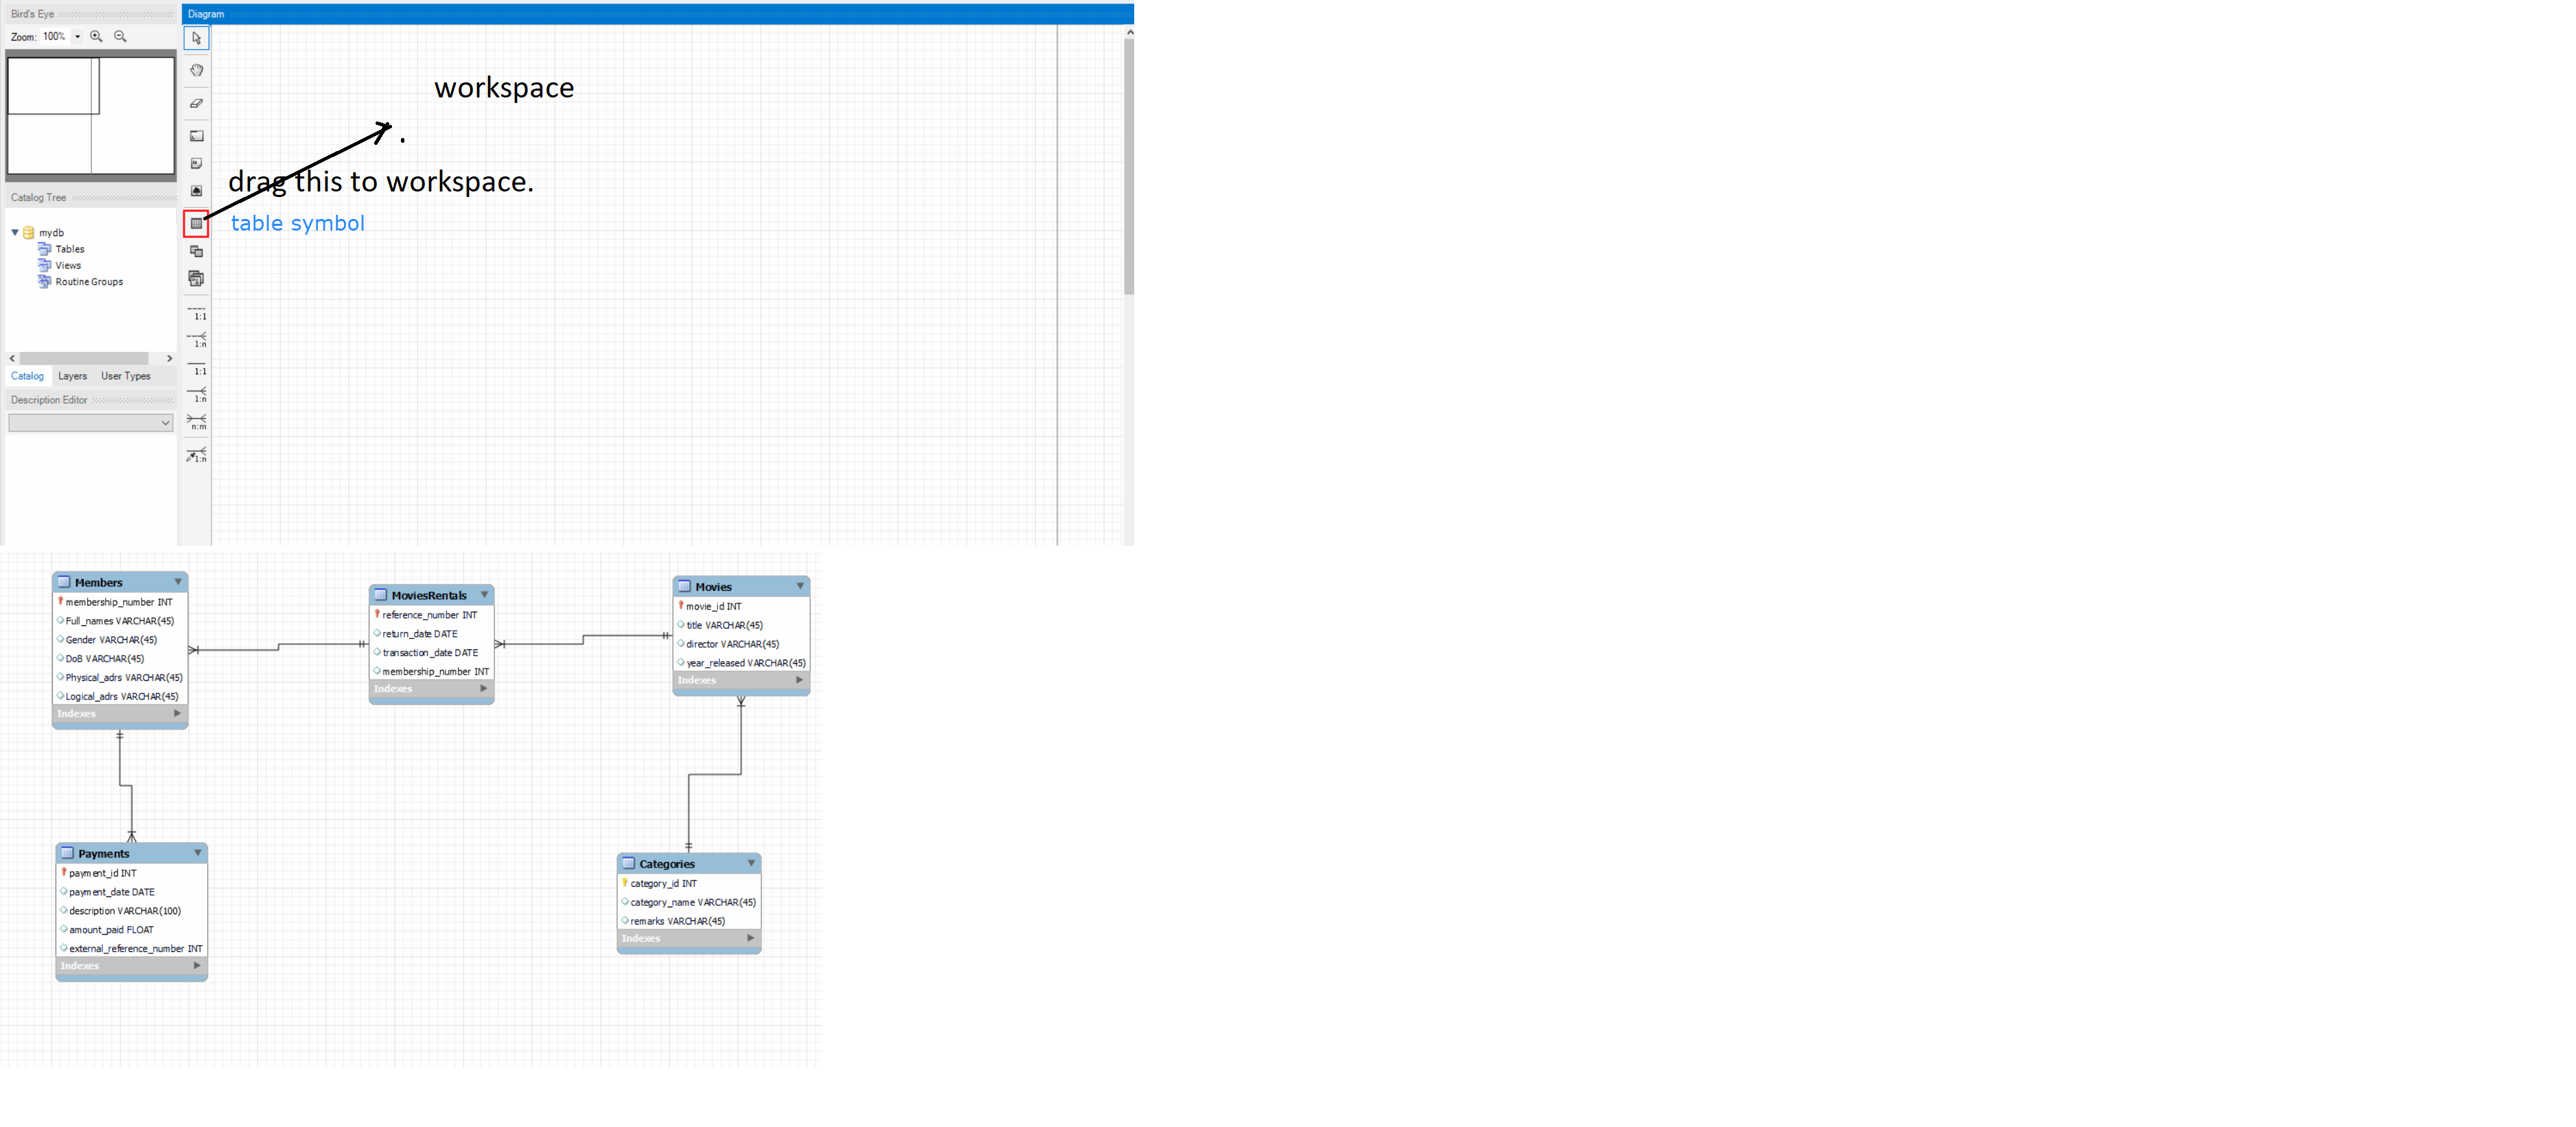 Bird's Eye
Zoom: 100%
Catalog Tree
mydb
Tables
Views
Routine Groups
Catalog Layers User Types
Description Editor
Diagram
1:1
1:n
1:1
1:n
n:m
1:n
workspace
drag this to workspace.
table symbol
Members
membership_number INT
Full_names VARCHAR(45)
Gender VARCHAR(45)
DoB VARCHAR(45)
Physical_adrs VARCHAR(45)
Logical_adrs VARCHAR(45)
Indexes
MoviesRentals
reference_number INT
return_date DATE
transaction_date DATE
membership_number INT
Indexes
Movies
movie_id INT
title VARCHAR(45)
director VARCHAR(45)
year_released VARCHAR(45)
Indexes
Payments
payment_id INT
payment_date DATE
description VARCHAR(100)
amount_paid FLOAT
external_reference_number INT
Indexes
Categories
category_id INT
category_name VARCHAR(45)
remarks VARCHAR(45)
Indexes